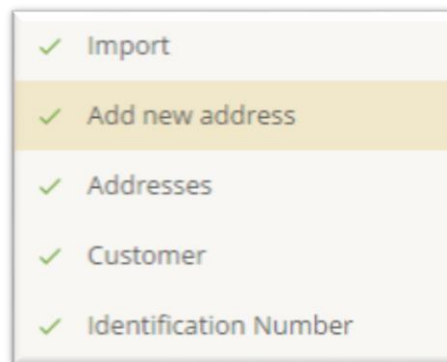 Import
Add new address
Addresses
Customer
Identification Number